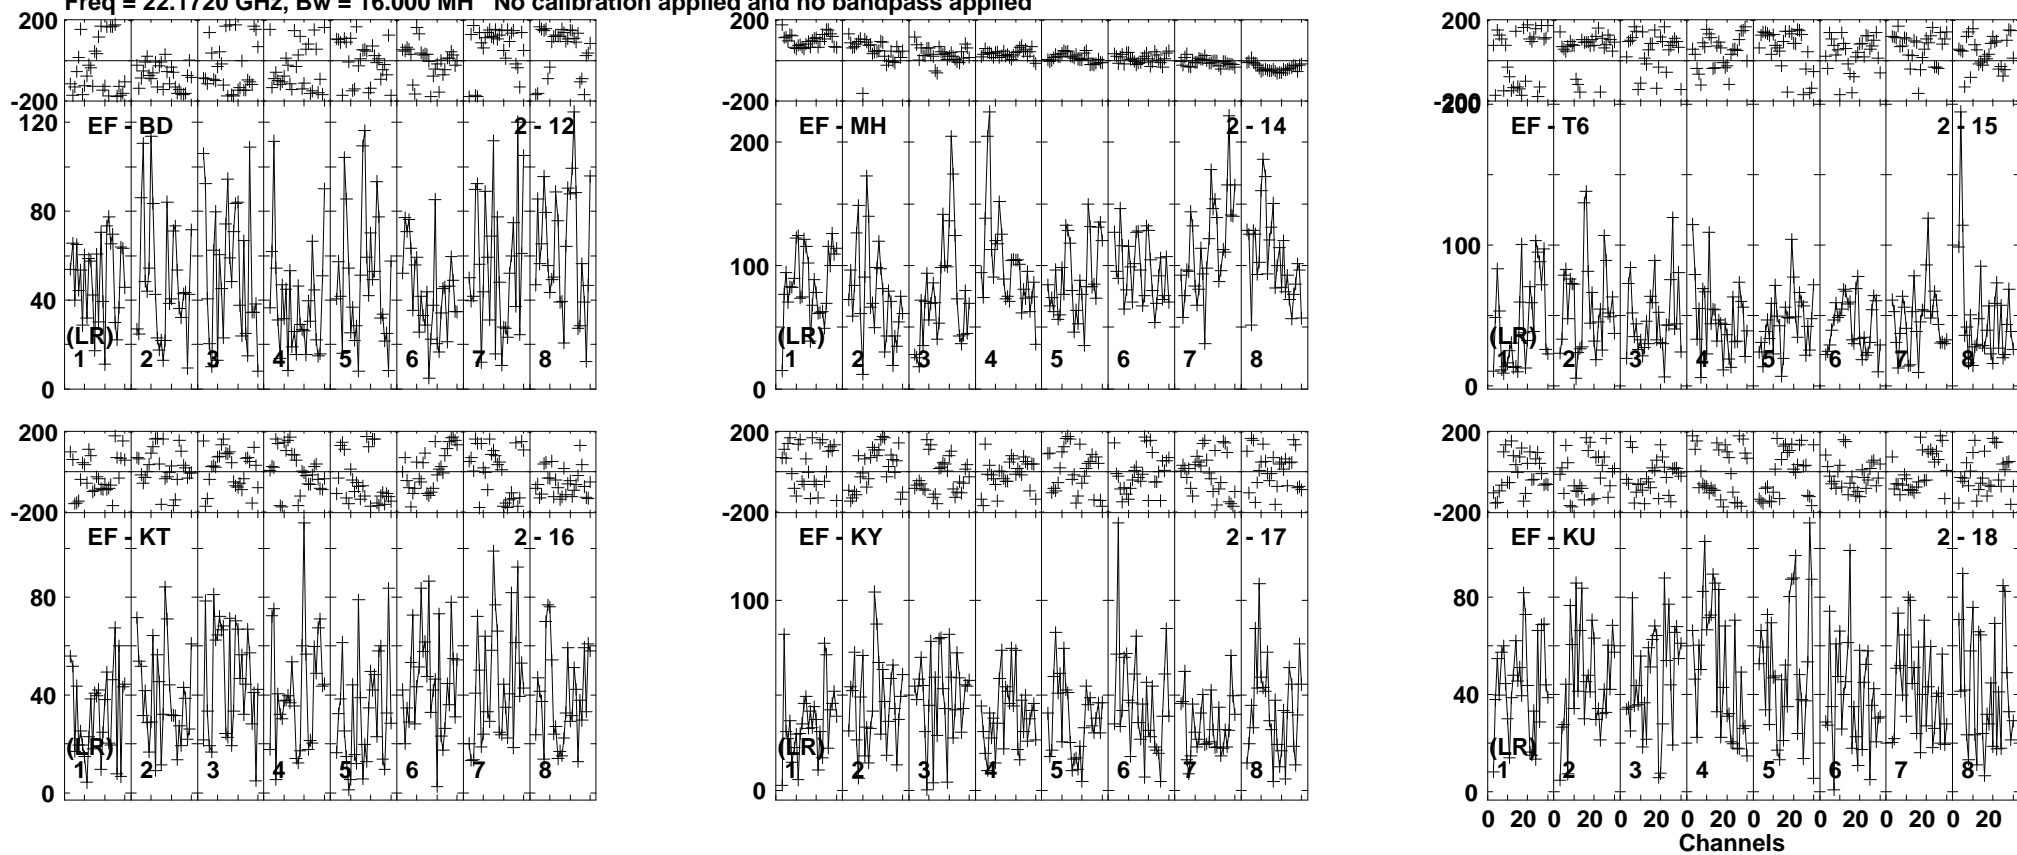 Freq = 22.1720 GHz, Bw = 16.000 MH  No calibration applied and no bandpass applied
200
-200
120
80
40
0
EF - BD
2 - 12
(LR)
1 2 3 4 5 6 7 8
200
-200
200
100
0
EF - MH
2 - 14
(LR)
1 2 3 4 5 6 7 8
200
-200
200
100
0
EF - T6
2 - 15
(LR)
1 2 3 4 5 6 7 8
200
-200
80
40
0
EF - KT
2 - 16
(LR)
1 2 3 4 5 6 7 8
200
-200
100
0
EF - KY
2 - 17
(LR)
1 2 3 4 5 6 7 8
200
-200
80
40
0
EF - KU
2 - 18
(LR)
1 2 3 4 5 6 7 8
0 20 0 20 0 20 0 20 0 20 0 20 0 20 0 20
Channels